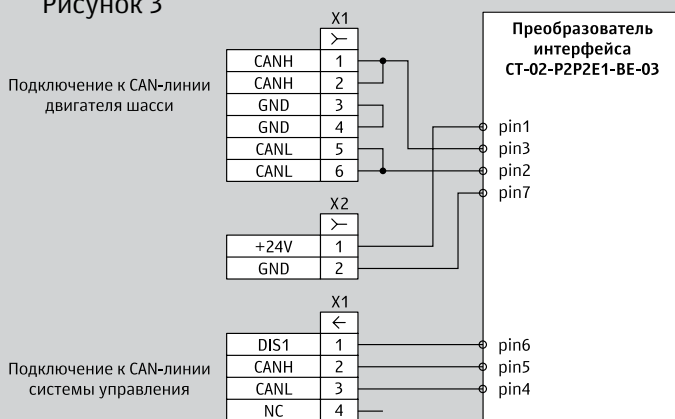 Рисунок 3
X1
CANH 1
CANH 2
GND 3
GND 4
CANL 5
CANL 6
Подключение к CAN-линии
двигателя шасси
X2
+24V 1
GND 2
X1
DIS1 1
CANH 2
CANL 3
NC 4
Подключение к CAN-линии
системы управления
Преобразователь
интерфейса
СТ-02-P2P2E1-BE-03
pin1
pin3
pin2
pin7
pin6
pin5
pin4